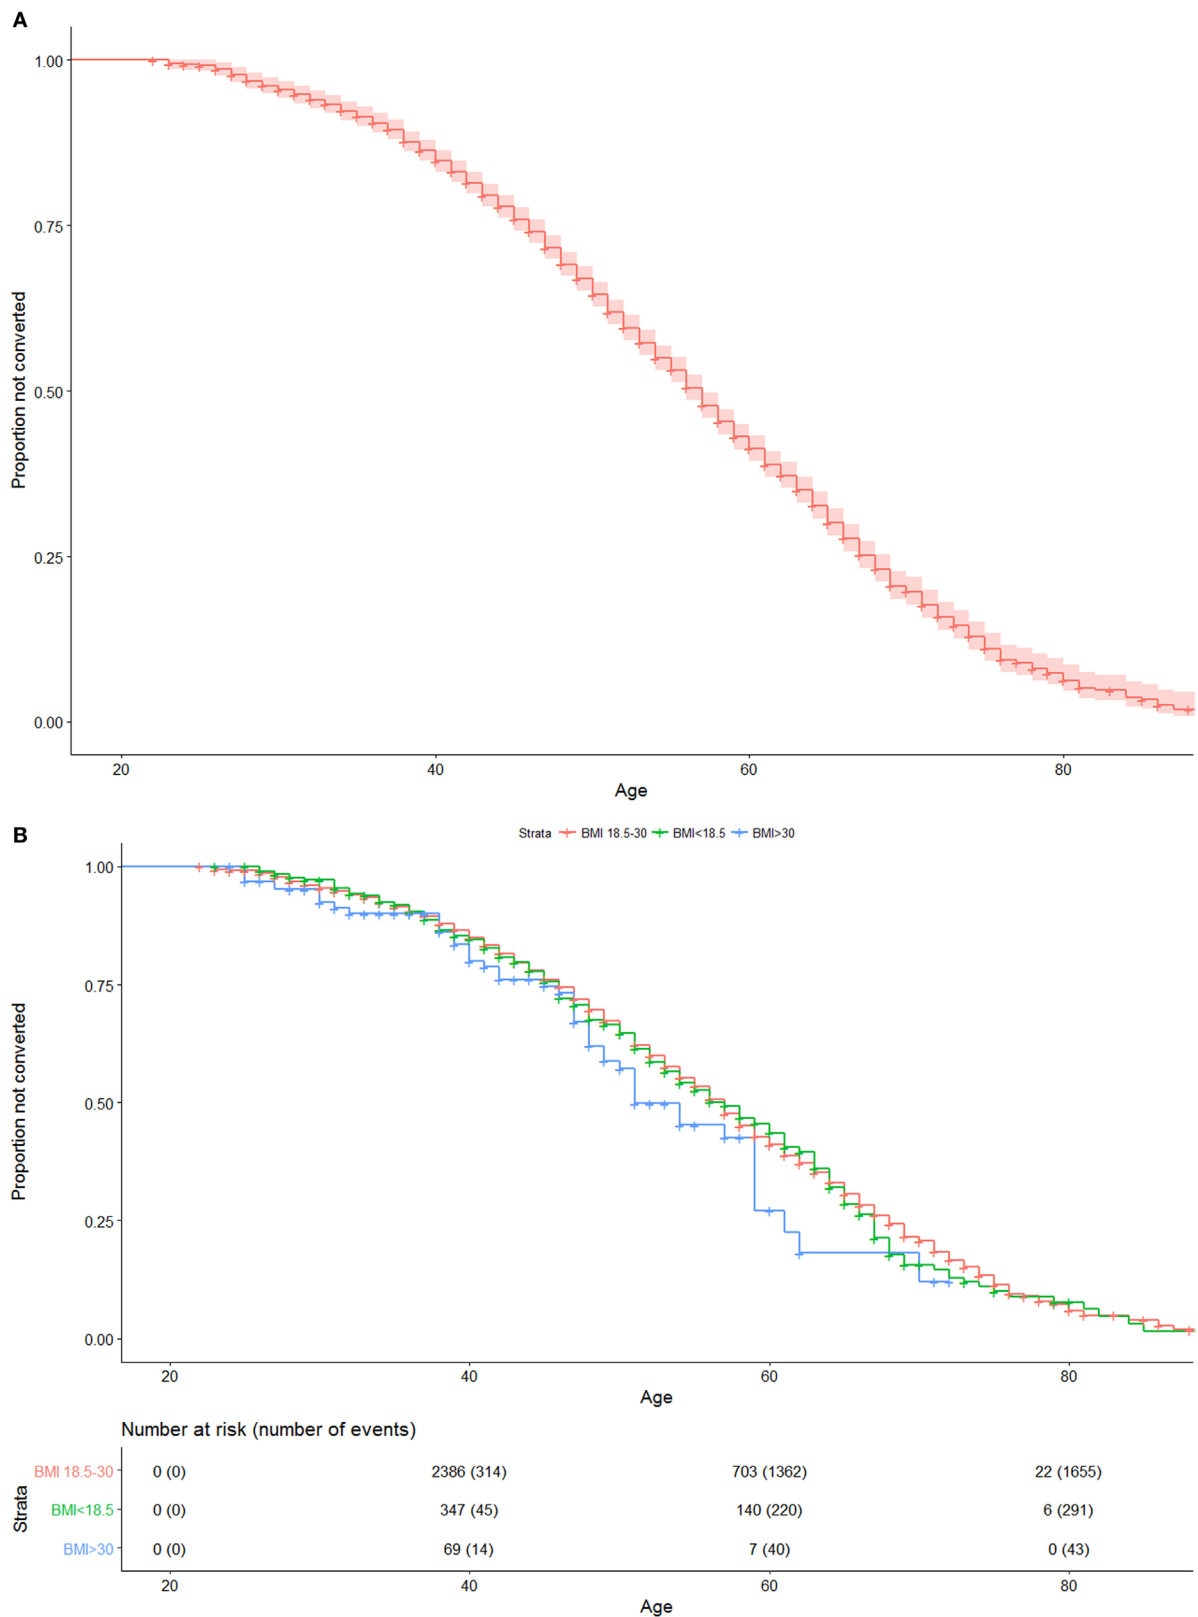 A
1.00
0.75
0.50
0.25
0.00
Proportion not converted
20 40 60 80
Age
B
Strata BMI 18.5-30 BMI<18.5 BMI>30
1.00
0.75
0.50
0.25
0.00
Proportion not converted
20 40 60 80
Age
Number at risk (number of events)
Strata
BMI 18.5-30 0 (0) 2386 (314) 703 (1362) 22 (1655)
BMI<18.5 0 (0) 347 (45) 140 (220) 6 (291)
BMI>30 0 (0) 69 (14) 7 (40) 0 (43)
20 40 60 80
Age